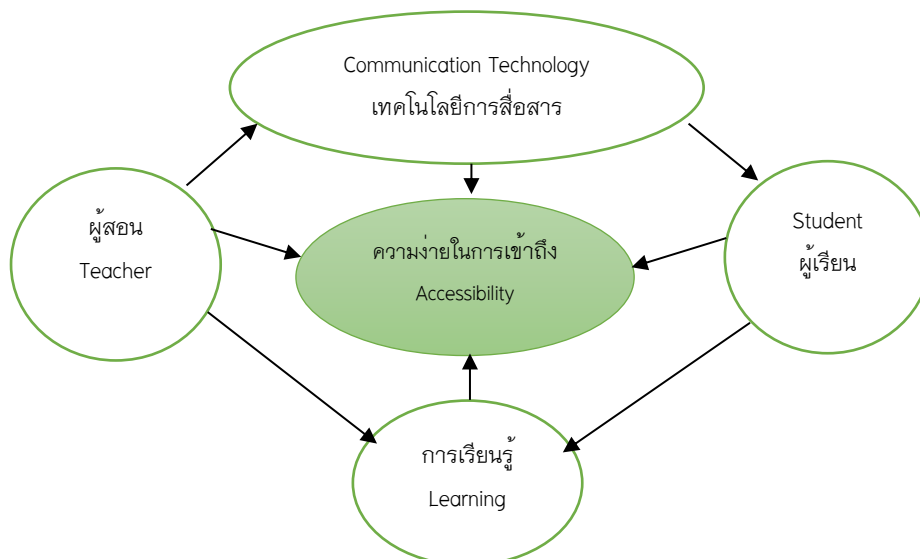 Communication Technology
เทคโนโลยีการสื่อสาร
ผู้สอน
Teacher
ความง่ายในการเข้าถึง
Accessibility
Student
ผู้เรียน
การเรียนรู้
Learning